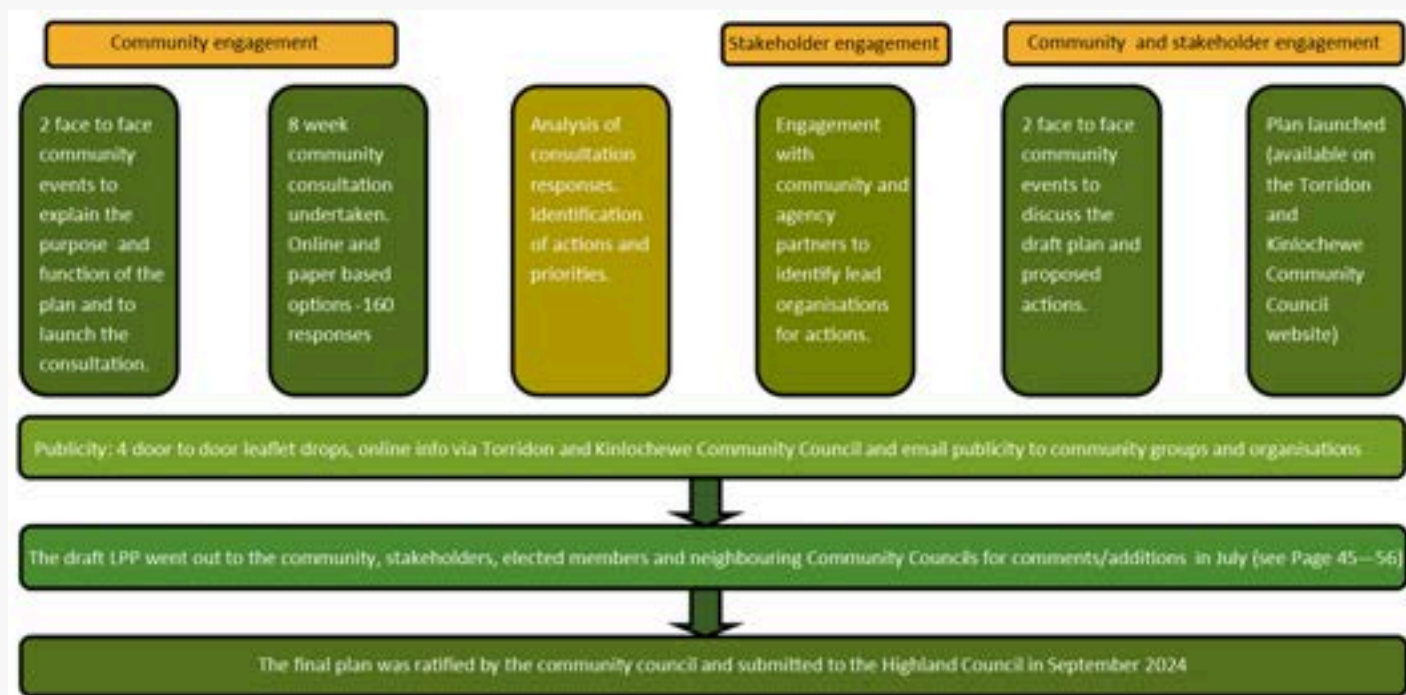 Community engagement
Stakeholder engagement
Community and stakeholder engagement
2 face to face
community
events to
explain the
purpose and
function of the
plan and to
launch the
consultation.
8 week
community
consultation
undertaken.
Online and
paper based
options -160
responses
Analysis of
consultation
responses.
Identification
of actions and
priorities.
Engagement
with
community and
agency
partners to
identify lead
organisations
for actions.
2 face to face
community
events to
discuss the
draft plan and
proposed
actions.
Plan launched
(available on
the Torridon
and
Kinlochewe
Community
Council
website)
Publicity: 4 door to door leaflet drops, online info via Torridon and Kinlochewe Community Council and email publicity to community groups and organisations
The draft LPP went out to the community, stakeholders, elected members and neighbouring Community Councils for comments/additions in July (see Page 45—56)
The final plan was ratified by the community council and submitted to the Highland Council in September 2024